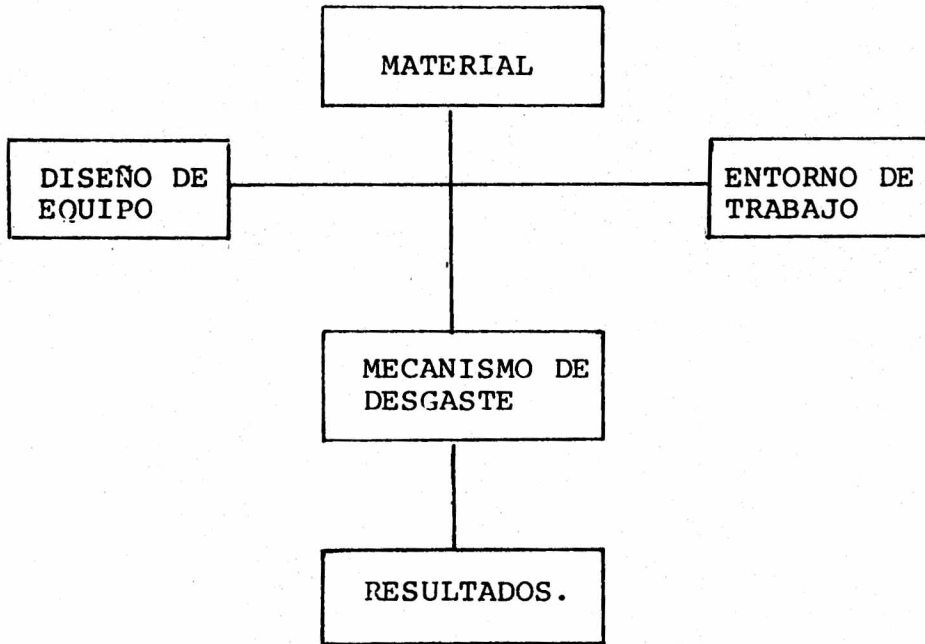 MATERIAL
DISEÑO DE
EQUIPO
ENTORNO DE
TRABAJO
MECANISMO DE
DESGASTE
RESULTADOS.